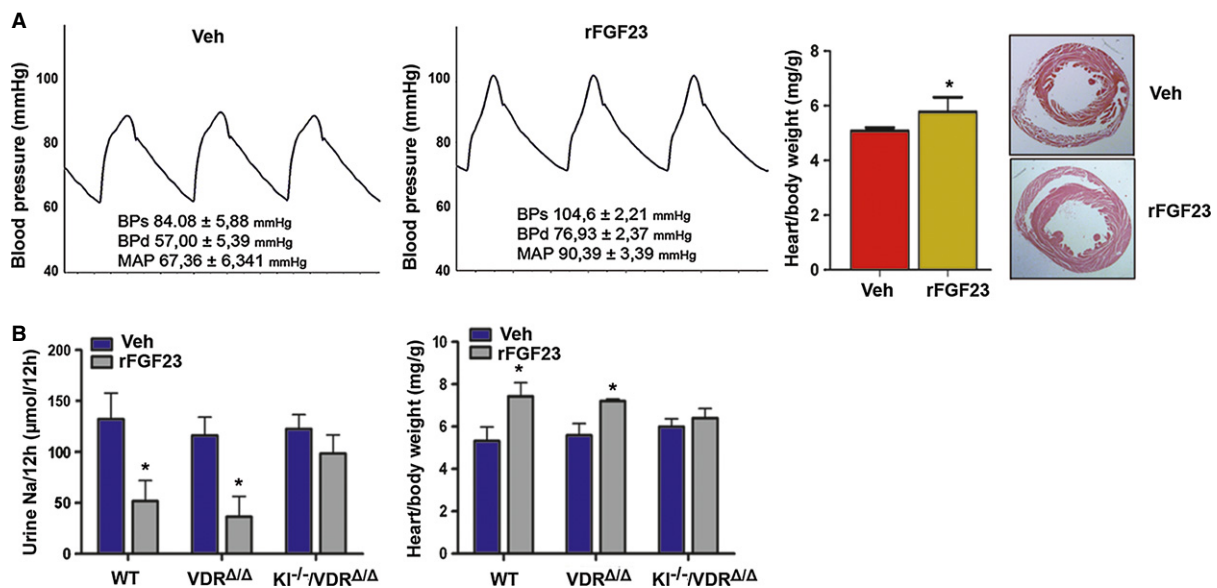 A
Veh
Blood pressure (mmHg)
100
80
60
40
BPs 84.08 ± 5,88 mmHg
BPd 57,00 ± 5,39 mmHg
MAP 67,36 ± 6,341 mmHg
rFGF23
Blood pressure (mmHg)
100
80
60
40
BPs 104,6 ± 2,21 mmHg
BPd 76,93 ± 2,37 mmHg
MAP 90,39 ± 3,39 mmHg
Heart/body weight (mg/g)
8
6
4
2
0
*
Veh
rFGF23
Veh
rFGF23
B
Veh
rFGF23
Urine Na/12h (µmol/12h)
200
150
100
50
0
*
*
WT
VDRΔ/Δ
Kl-/-/VDRΔ/Δ
Veh
rFGF23
Heart/body weight (mg/g)
10
8
6
4
2
0
*
*
WT
VDRΔ/Δ
Kl-/-/VDRΔ/Δ